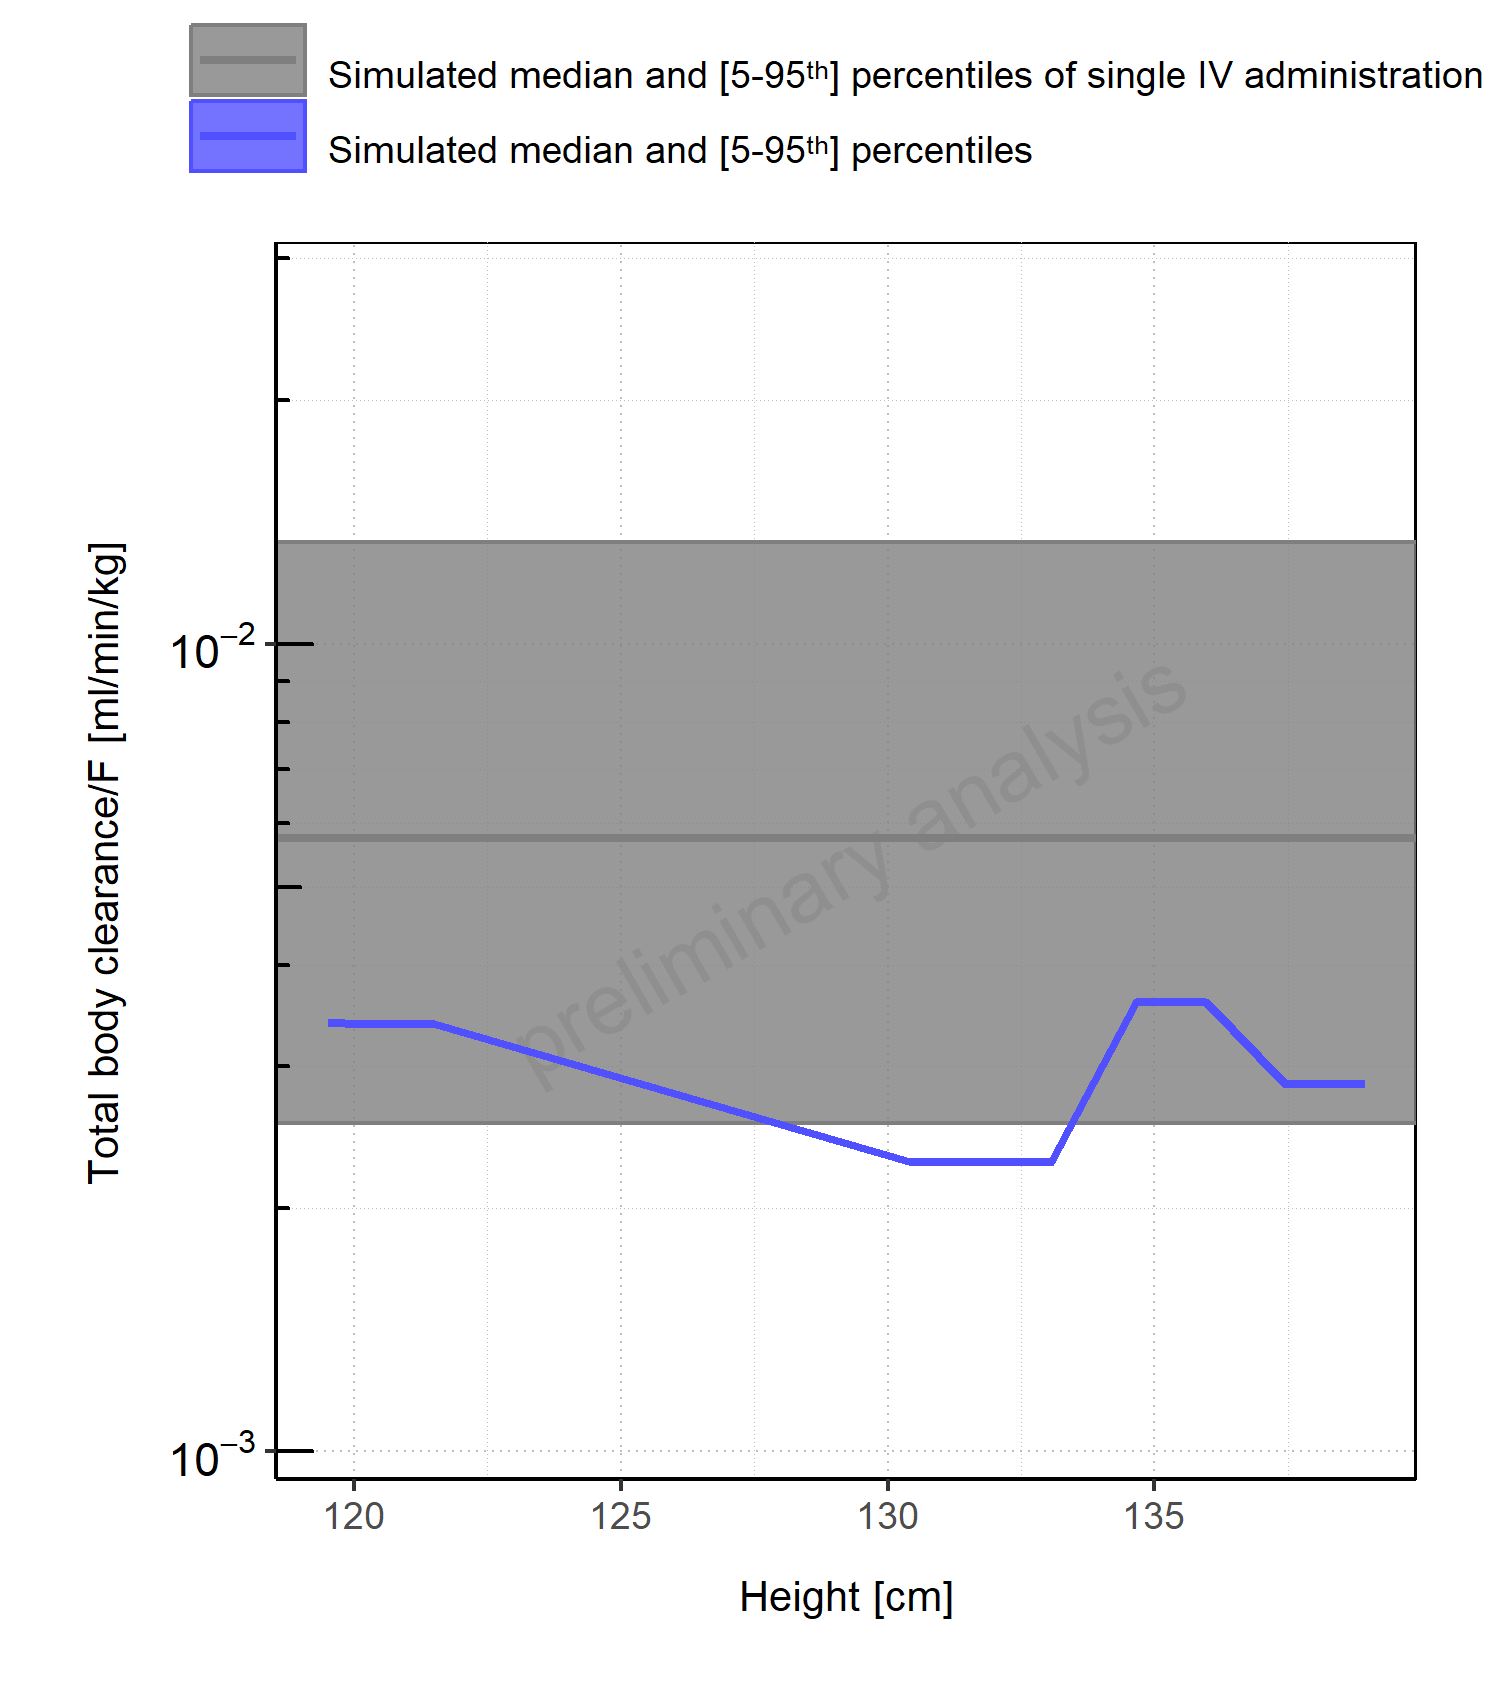 Simulated median and [5-95th] percentiles of single IV administration
Simulated median and [5-95th] percentiles
Total body clearance/F [ml/min/kg]
10−2
10−3
preliminary analysis
120 125 130 135
Height [cm]